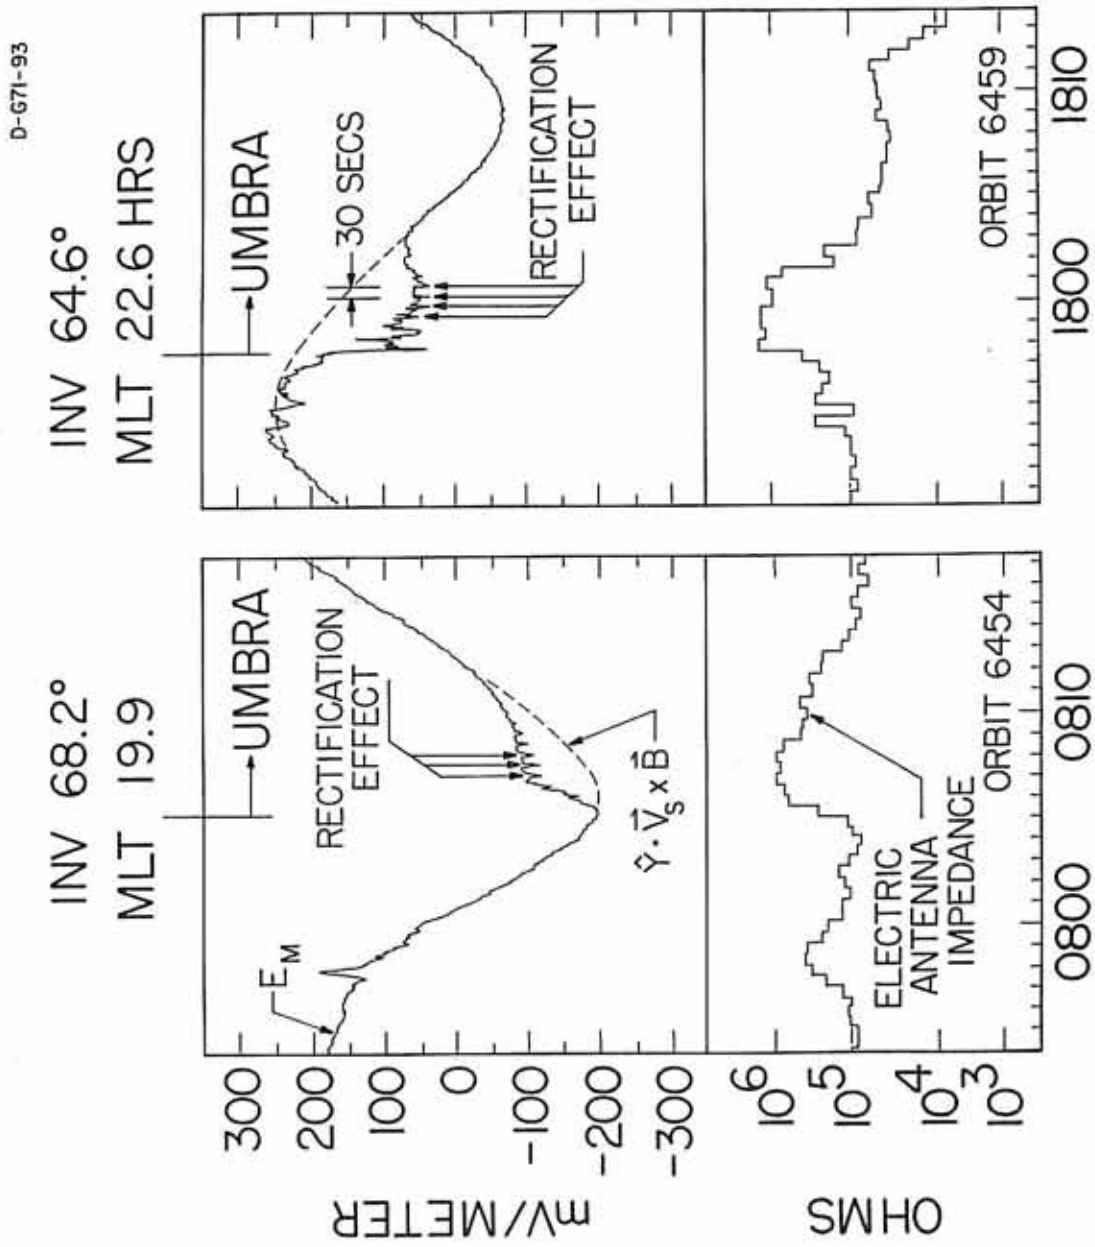 D-G71-93
INV 68.2°
MLT 19.9
UMBRA
INV 64.6°
MLT 22.6 HRS
UMBRA
300
200
100
0
-100
-200
-300
mV/METER
E_M
RECTIFICATION
EFFECT
Ŷ · V⃗_S x B⃗
30 SECS
RECTIFICATION
EFFECT
10^6
10^5
10^4
10^3
OHMS
ELECTRIC
ANTENNA
IMPEDANCE
ORBIT 6454
ORBIT 6459
0800
0810
1800
1810